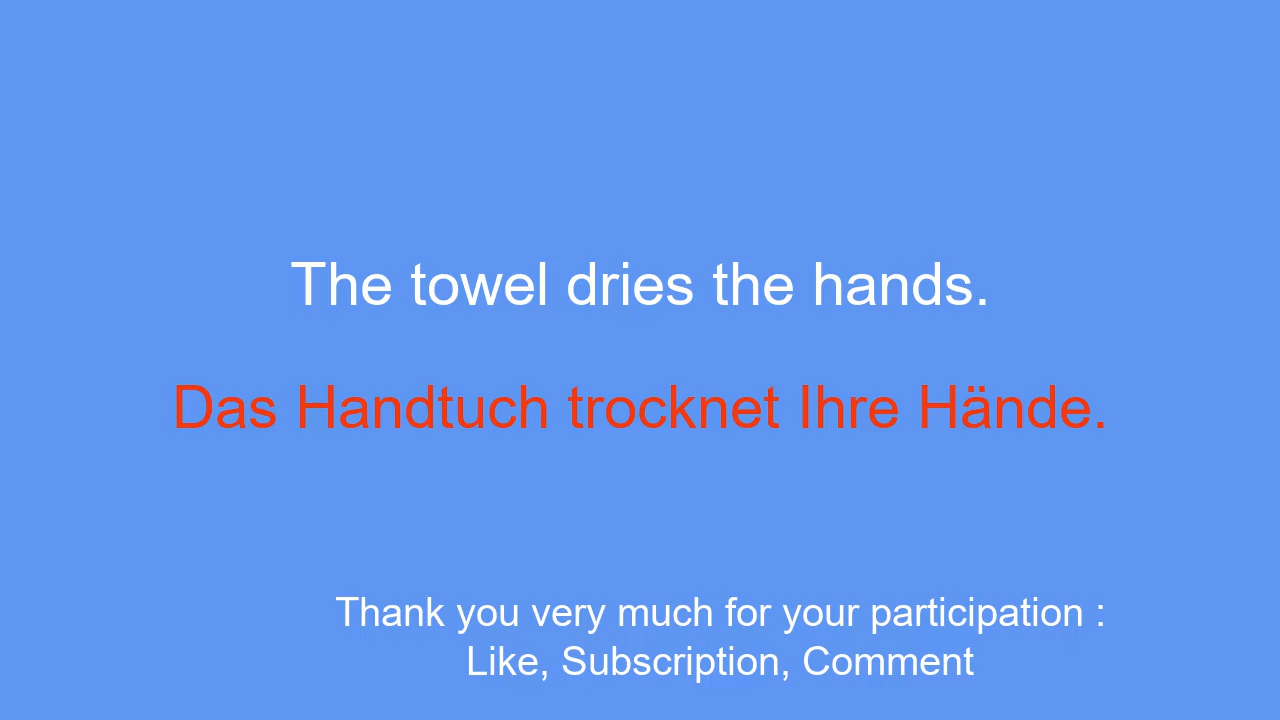 The towel dries the hands.
Das Handtuch trocknet Ihre Hände.
Thank you very much for your participation :
Like, Subscription, Comment